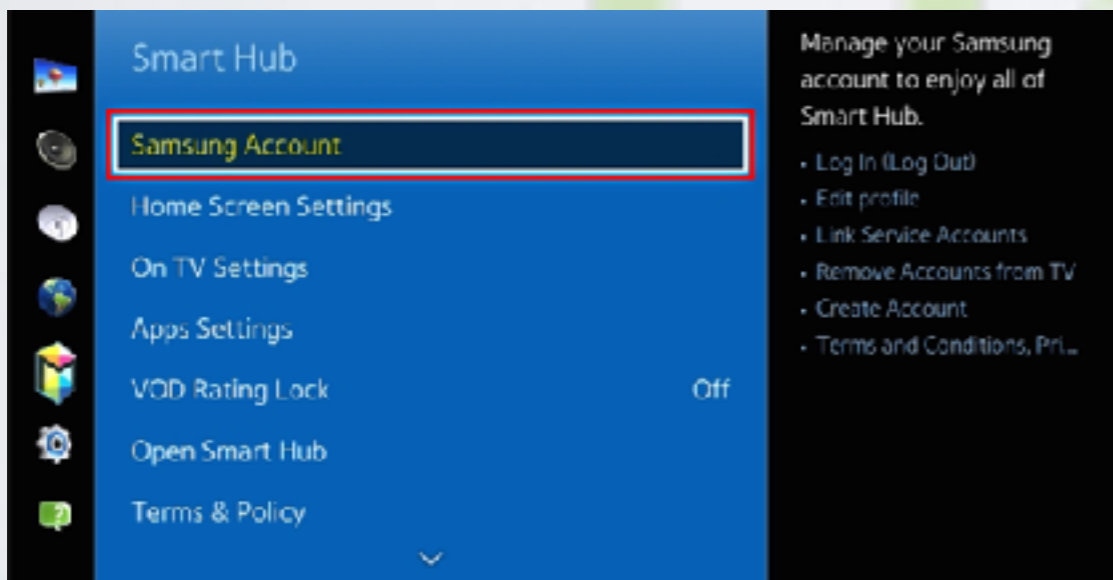 Smart Hub
Samsung Account
Home Screen Settings
On TV Settings
Apps Settings
VOD Rating Lock Off
Open Smart Hub
Terms & Policy
Manage your Samsung
account to enjoy all of
Smart Hub.
• Log In (Log Out)
• Edit profile
• Link Service Accounts
• Remove Accounts from TV
• Create Account
• Terms and Conditions, Pri...